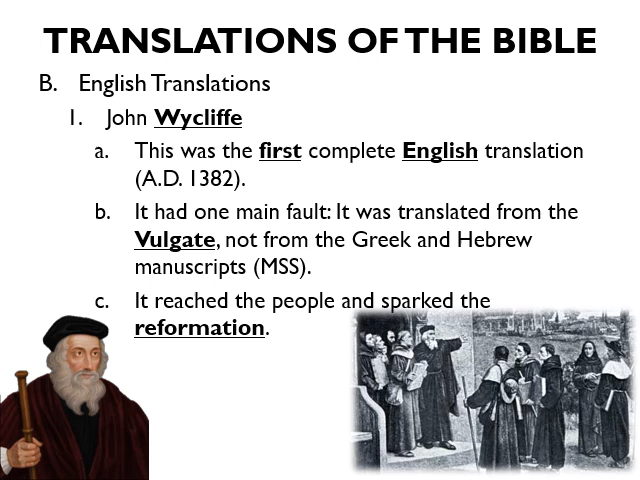 TRANSLATIONS OF THE BIBLE
B. English Translations
1. John Wycliffe
a. This was the first complete English translation
(A.D. 1382).
b. It had one main fault: It was translated from the
Vulgate, not from the Greek and Hebrew
manuscripts (MSS).
c. It reached the people and sparked the
reformation.